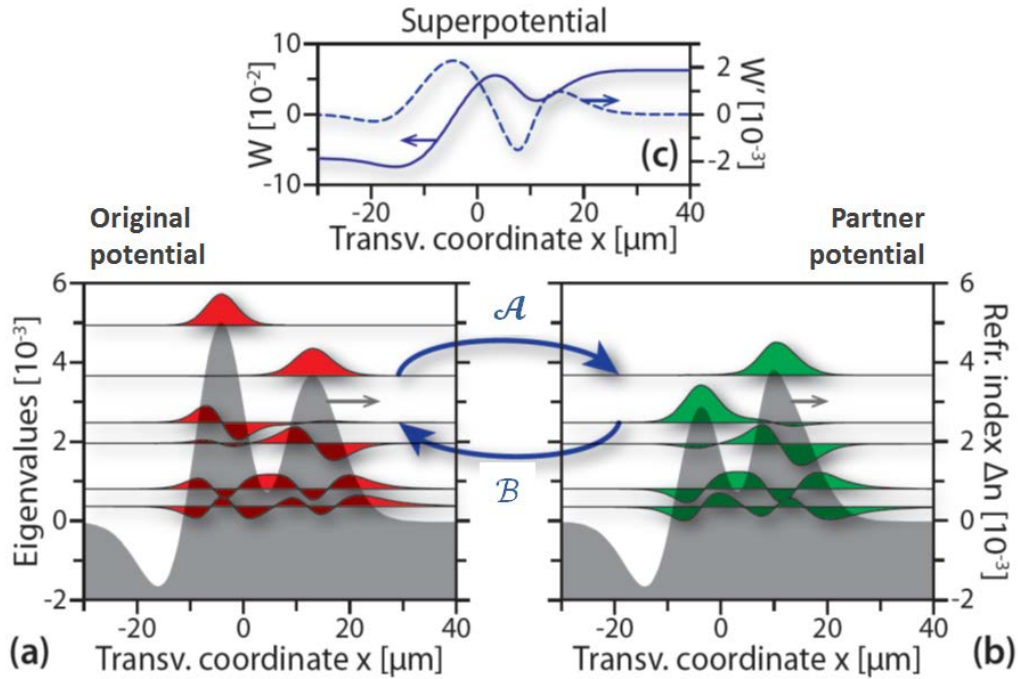 Superpotential
10
0
-10
W [10⁻²]
2
0
-2
W' [10⁻³]
(c)
-20 0 20 40
Transv. coordinate x [µm]
Original
potential
Partner
potential
6
4
2
0
-2
Eigenvalues [10⁻³]
𝒜
ℬ
6
4
2
0
-2
Refr. index Δn [10⁻³]
-20 0 20 40
-20 0 20 40
(a) Transv. coordinate x [µm]
Transv. coordinate x [µm] (b)